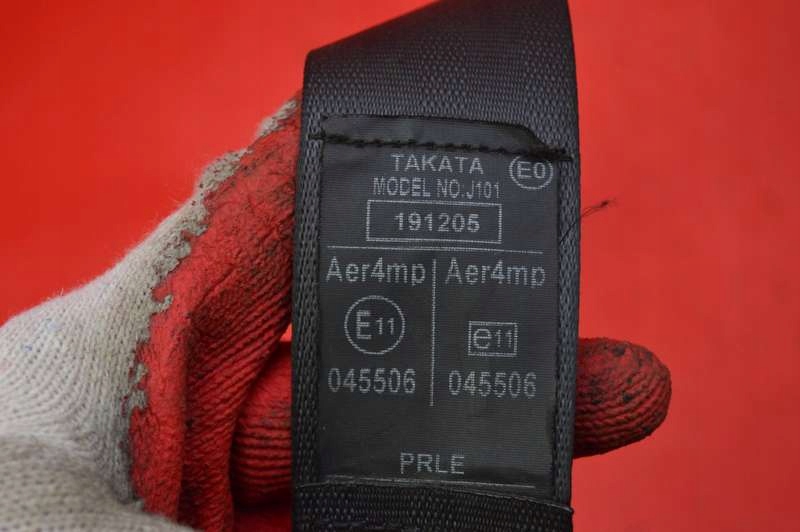 TAKATA E0
MODEL NO:J101
191205
Aer4mp Aer4mp
E11 e11
045506 045506
PRLE